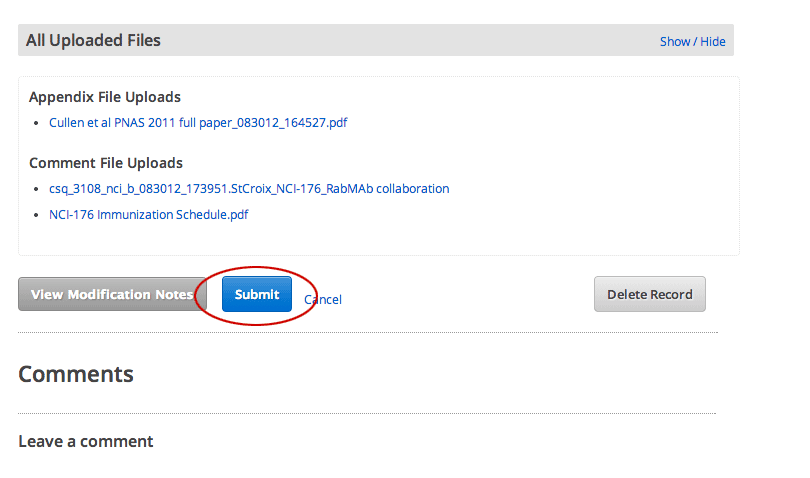 All Uploaded Files
Show / Hide
Appendix File Uploads
Cullen et al PNAS 2011 full paper_083012_164527.pdf
Comment File Uploads
csq_3108_nci_b_083012_173951.StCroix_NCI-176_RabMAb collaboration
NCI-176 Immunization Schedule.pdf
View Modification Notes
Submit
Cancel
Delete Record
Comments
Leave a comment